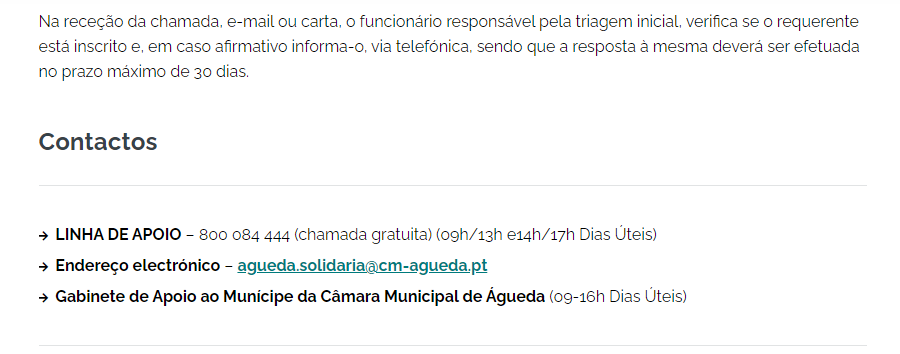 Na receção da chamada, e-mail ou carta, o funcionário responsável pela triagem inicial, verifica se o requerente
está inscrito e, em caso afirmativo informa-o, via telefónica, sendo que a resposta à mesma deverá ser efetuada
no prazo máximo de 30 dias.
Contactos
→ LINHA DE APOIO – 800 084 444 (chamada gratuita) (09h/13h e14h/17h Dias Úteis)
→ Endereço electrónico – agueda.solidaria@cm-agueda.pt
→ Gabinete de Apoio ao Munícipe da Câmara Municipal de Águeda (09-16h Dias Úteis)